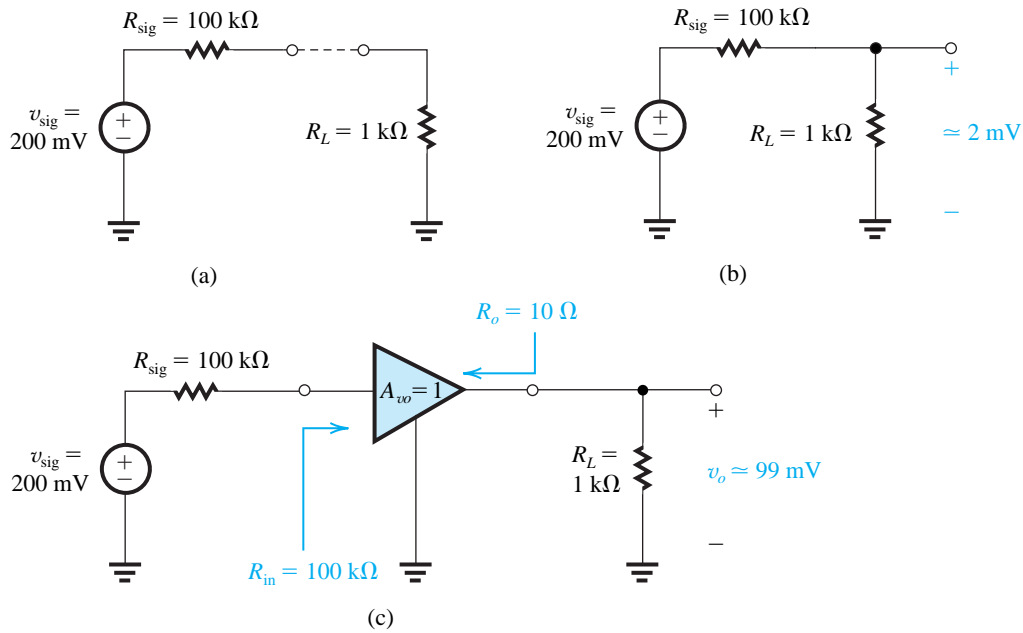 R_sig = 100 kΩ
v_sig =
200 mV
+
−
R_L = 1 kΩ
(a)
R_sig = 100 kΩ
v_sig =
200 mV
+
−
R_L = 1 kΩ
+
≃ 2 mV
−
(b)
R_sig = 100 kΩ
v_sig =
200 mV
+
−
R_in = 100 kΩ
A_vo = 1
R_o = 10 Ω
R_L =
1 kΩ
+
v_o ≃ 99 mV
−
(c)